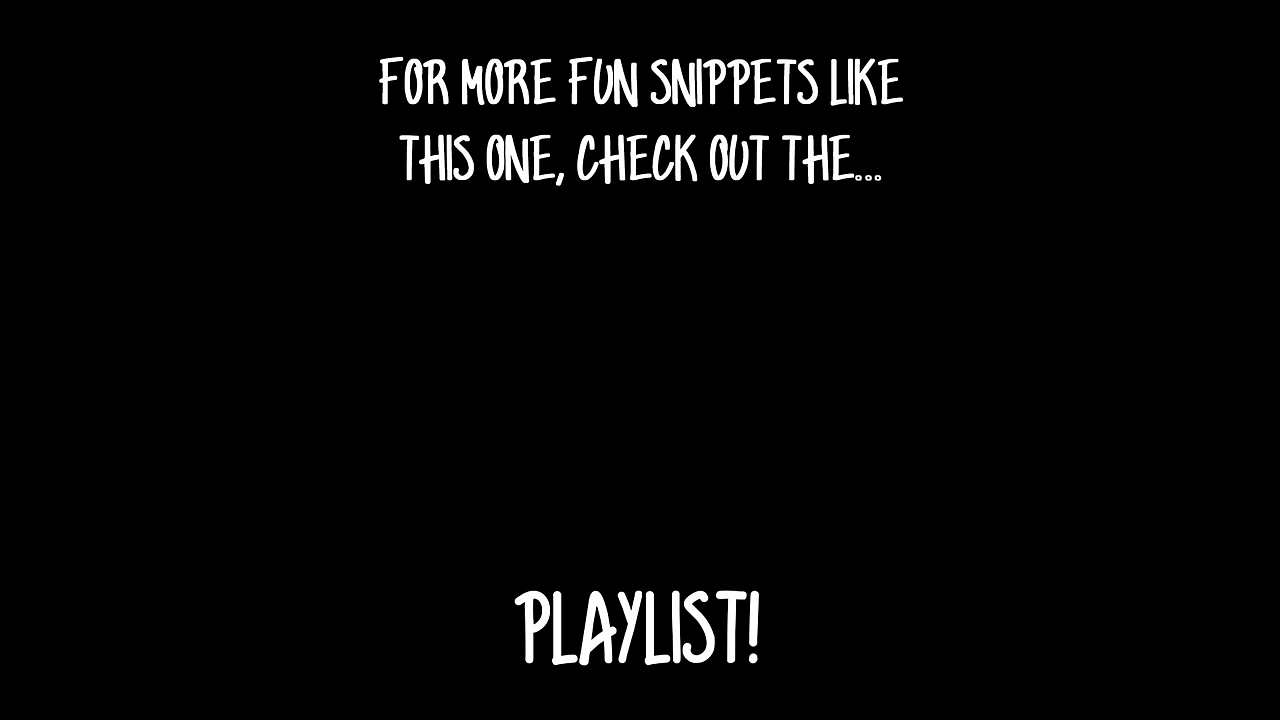 FOR MORE FUN SNIPPETS LIKE
THIS ONE, CHECK OUT THE...
PLAYLIST!